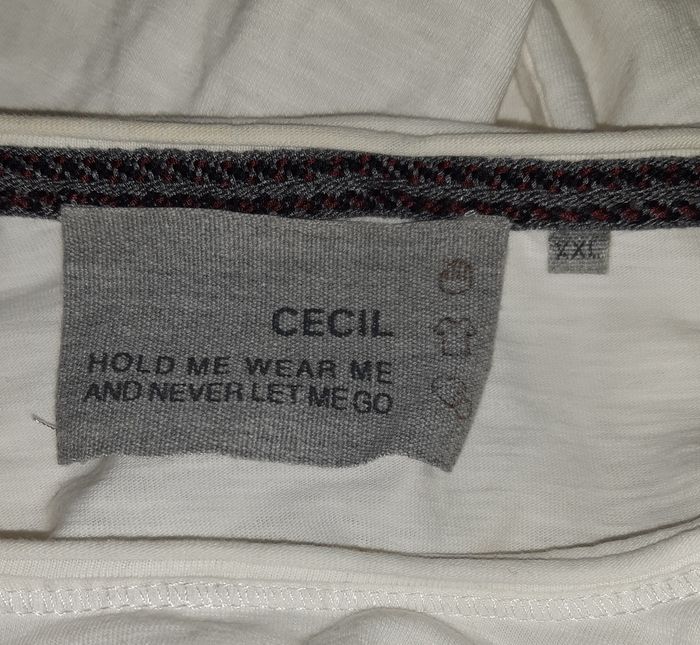 CECIL
HOLD ME WEAR ME
AND NEVER LET ME GO
XXL